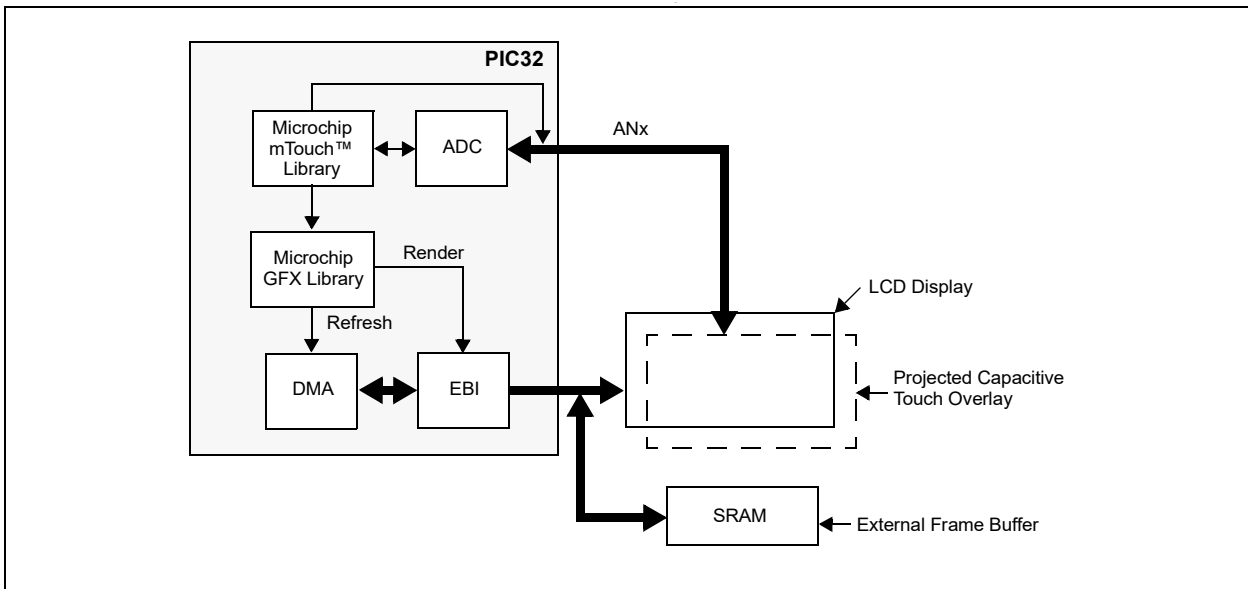 PIC32
Microchip
mTouch™
Library
ADC
ANx
Microchip
GFX Library
Render
Refresh
LCD Display
DMA
EBI
Projected Capacitive
Touch Overlay
SRAM
External Frame Buffer